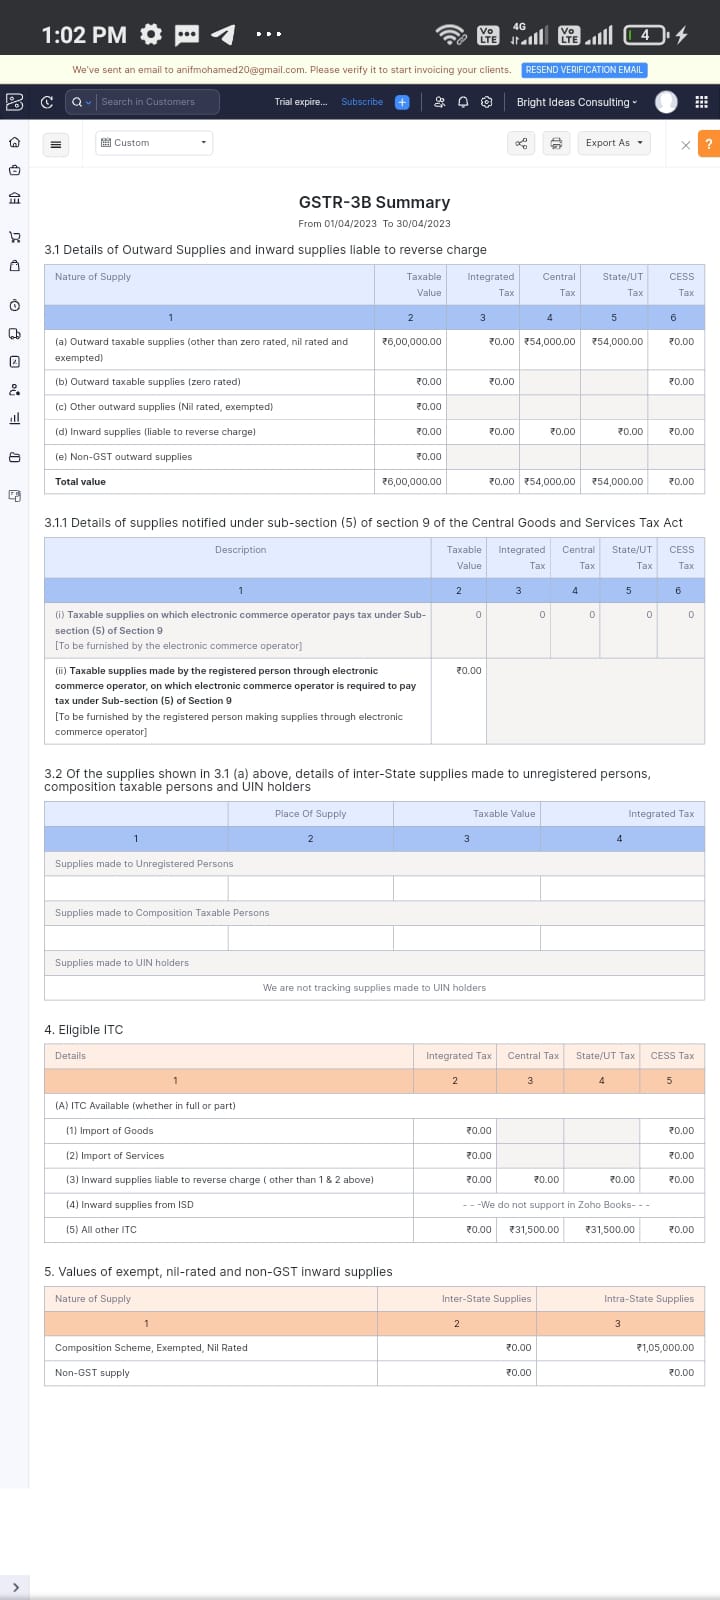 1:02 PM
Vo LTE 4G Vo LTE 4
We've sent an email to anifmohamed20@gmail.com. Please verify it to start invoicing your clients. RESEND VERIFICATION EMAIL
Search in Customers Trial expire... Subscribe + Bright Ideas Consulting
Custom Export As ?
GSTR-3B Summary
From 01/04/2023 To 30/04/2023
3.1 Details of Outward Supplies and inward supplies liable to reverse charge
Nature of Supply Taxable Value Integrated Tax Central Tax State/UT Tax CESS Tax
1 2 3 4 5 6
(a) Outward taxable supplies (other than zero rated, nil rated and exempted) ₹6,00,000.00 ₹0.00 ₹54,000.00 ₹54,000.00 ₹0.00
(b) Outward taxable supplies (zero rated) ₹0.00 ₹0.00 ₹0.00
(c) Other outward supplies (Nil rated, exempted) ₹0.00
(d) Inward supplies (liable to reverse charge) ₹0.00 ₹0.00 ₹0.00 ₹0.00 ₹0.00
(e) Non-GST outward supplies ₹0.00
Total value ₹6,00,000.00 ₹0.00 ₹54,000.00 ₹54,000.00 ₹0.00
3.1.1 Details of supplies notified under sub-section (5) of section 9 of the Central Goods and Services Tax Act
Description Taxable Value Integrated Tax Central Tax State/UT Tax CESS Tax
1 2 3 4 5 6
(i) Taxable supplies on which electronic commerce operator pays tax under Sub-section (5) of Section 9 0 0 0 0 0
[To be furnished by the electronic commerce operator]
(ii) Taxable supplies made by the registered person through electronic ₹0.00
commerce operator, on which electronic commerce operator is required to pay
tax under Sub-section (5) of Section 9
[To be furnished by the registered person making supplies through electronic
commerce operator]
3.2 Of the supplies shown in 3.1 (a) above, details of inter-State supplies made to unregistered persons,
composition taxable persons and UIN holders
Place Of Supply Taxable Value Integrated Tax
1 2 3 4
Supplies made to Unregistered Persons
Supplies made to Composition Taxable Persons
Supplies made to UIN holders
We are not tracking supplies made to UIN holders
4. Eligible ITC
Details Integrated Tax Central Tax State/UT Tax CESS Tax
1 2 3 4 5
(A) ITC Available (whether in full or part)
(1) Import of Goods ₹0.00 ₹0.00
(2) Import of Services ₹0.00 ₹0.00
(3) Inward supplies liable to reverse charge ( other than 1 & 2 above) ₹0.00 ₹0.00 ₹0.00 ₹0.00
(4) Inward supplies from ISD - - -We do not support in Zoho Books- - -
(5) All other ITC ₹0.00 ₹31,500.00 ₹31,500.00 ₹0.00
5. Values of exempt, nil-rated and non-GST inward supplies
Nature of Supply Inter-State Supplies Intra-State Supplies
1 2 3
Composition Scheme, Exempted, Nil Rated ₹0.00 ₹1,05,000.00
Non-GST supply ₹0.00 ₹0.00